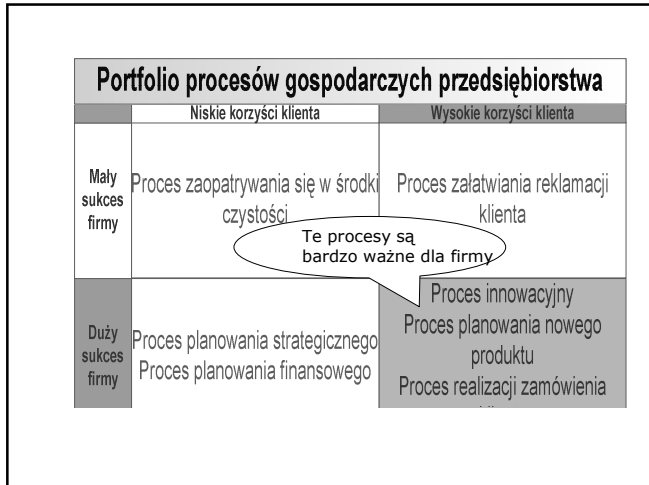 Portfolio procesów gospodarczych przedsiębiorstwa
Niskie korzyści klienta
Wysokie korzyści klienta
Mały
sukces
firmy
Proces zaopatrywania się w środki
czystości
Proces załatwiania reklamacji
klienta
Te procesy są
bardzo ważne dla firmy
Duży
sukces
firmy
Proces planowania strategicznego
Proces planowania finansowego
Proces innowacyjny
Proces planowania nowego
produktu
Proces realizacji zamówienia